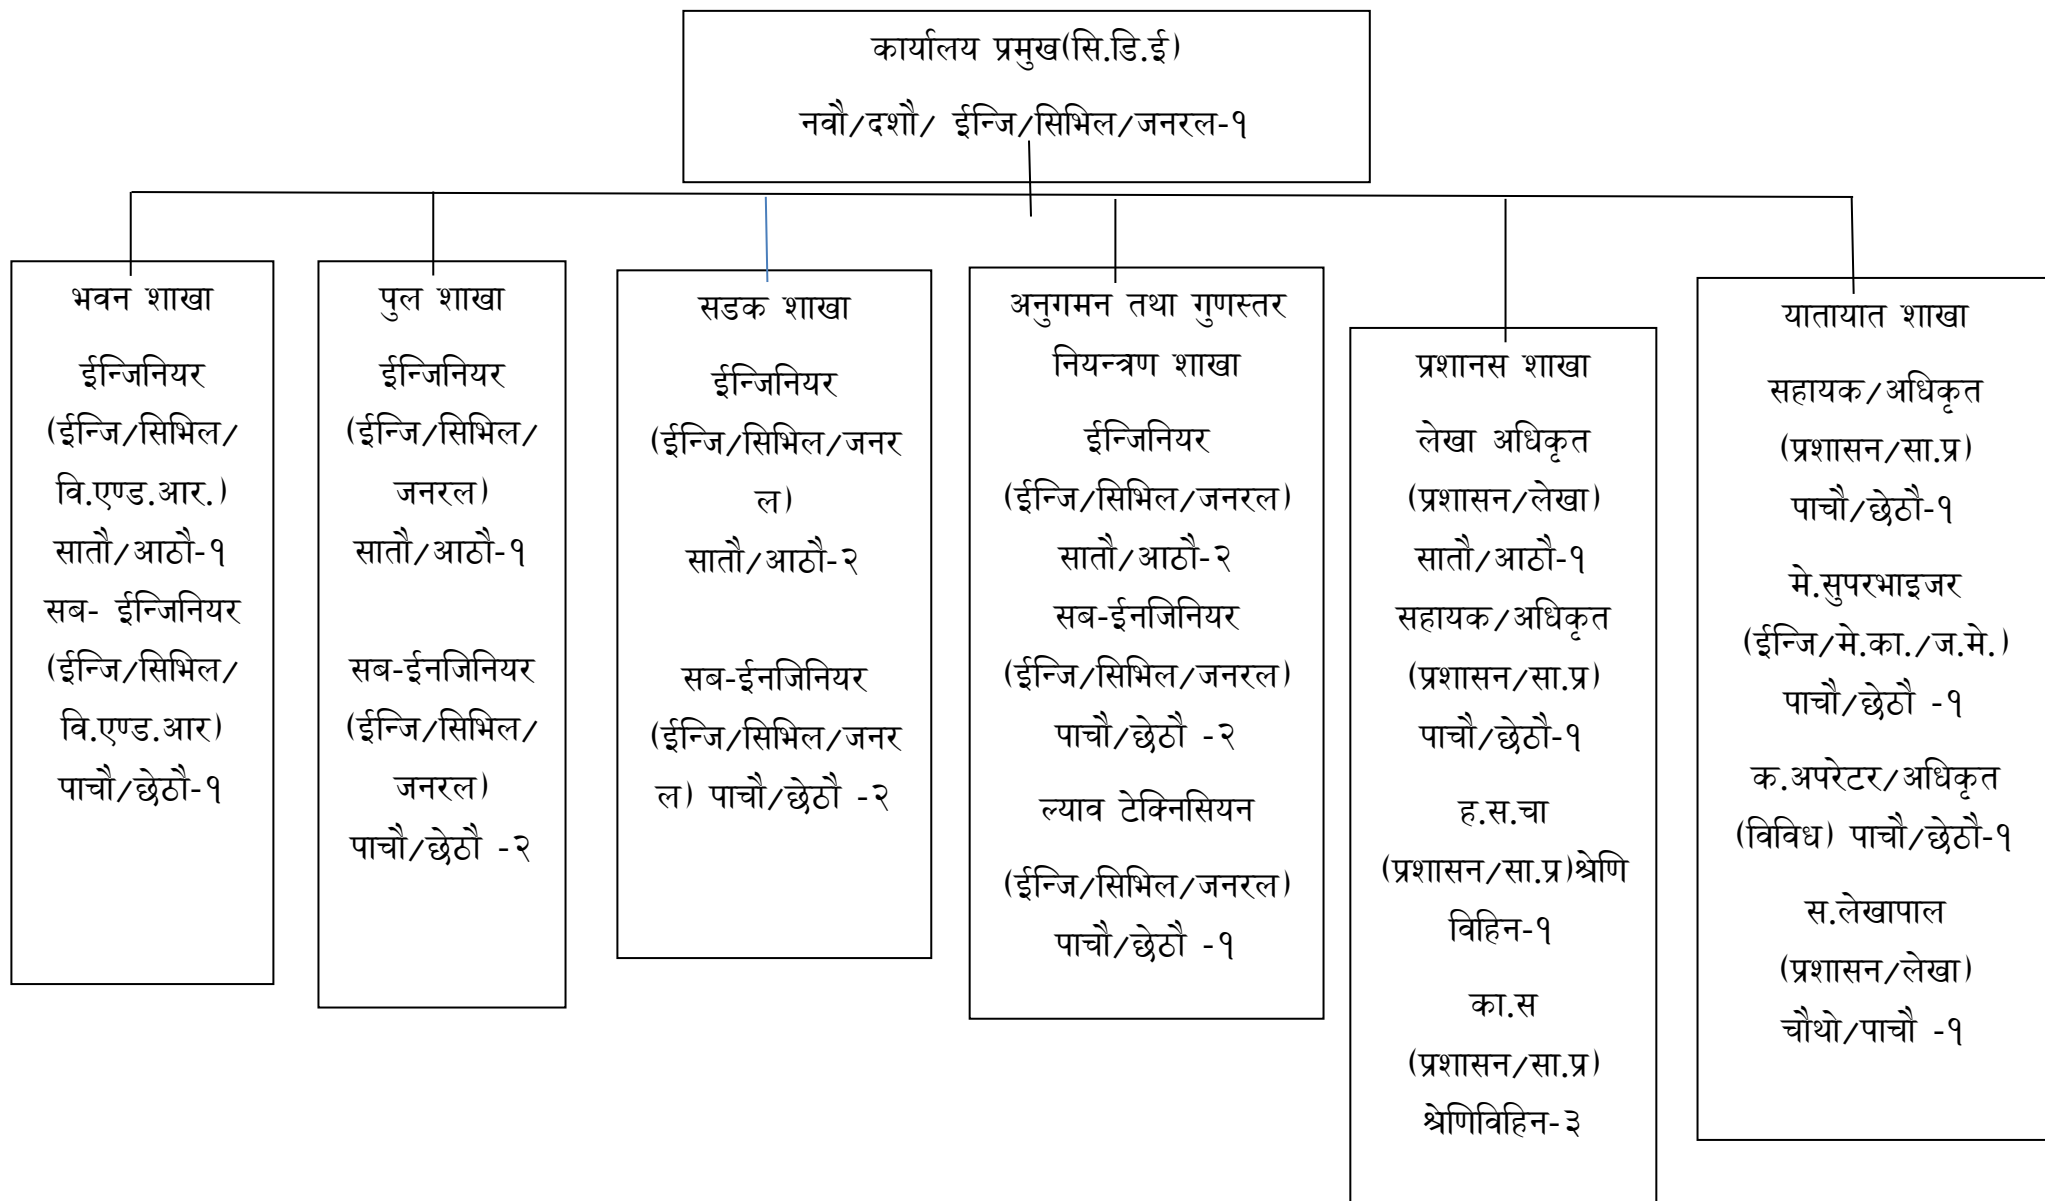 कार्यालय प्रमुख(सि.डि.ई)
नवौ/दशौ/ ईन्जि/सिभिल/जनरल-१
भवन शाखा
ईन्जिनियर
(ईन्जि/सिभिल/
वि.एण्ड.आर.)
सातौ/आठौ-१
सब- ईन्जिनियर
(ईन्जि/सिभिल/
वि.एण्ड.आर)
पाचौ/छेठौ-१
पुल शाखा
ईन्जिनियर
(ईन्जि/सिभिल/
जनरल)
सातौ/आठौ-१
सब-ईनजिनियर
(ईन्जि/सिभिल/
जनरल)
पाचौ/छेठौ -२
सडक शाखा
ईन्जिनियर
(ईन्जि/सिभिल/जनर
ल)
सातौ/आठौ-२
सब-ईनजिनियर
(ईन्जि/सिभिल/जनर
ल) पाचौ/छेठौ -२
अनुगमन तथा गुणस्तर
नियन्त्रण शाखा
ईन्जिनियर
(ईन्जि/सिभिल/जनरल)
सातौ/आठौ-२
सब-ईनजिनियर
(ईन्जि/सिभिल/जनरल)
पाचौ/छेठौ -२
ल्याव टेक्निसियन
(ईन्जि/सिभिल/जनरल)
पाचौ/छेठौ -१
प्रशानस शाखा
लेखा अधिकृत
(प्रशासन/लेखा)
सातौ/आठौ-१
सहायक/अधिकृत
(प्रशासन/सा.प्र)
पाचौ/छेठौ-१
ह.स.चा
(प्रशासन/सा.प्र)श्रेणि
विहिन-१
का.स
(प्रशासन/सा.प्र)
श्रेणिविहिन-३
यातायात शाखा
सहायक/अधिकृत
(प्रशासन/सा.प्र)
पाचौ/छेठौ-१
मे.सुपरभाइजर
(ईन्जि/मे.का./ज.मे.)
पाचौ/छेठौ -१
क.अपरेटर/अधिकृत
(विविध) पाचौ/छेठौ-१
स.लेखापाल
(प्रशासन/लेखा)
चौथो/पाचौ -१